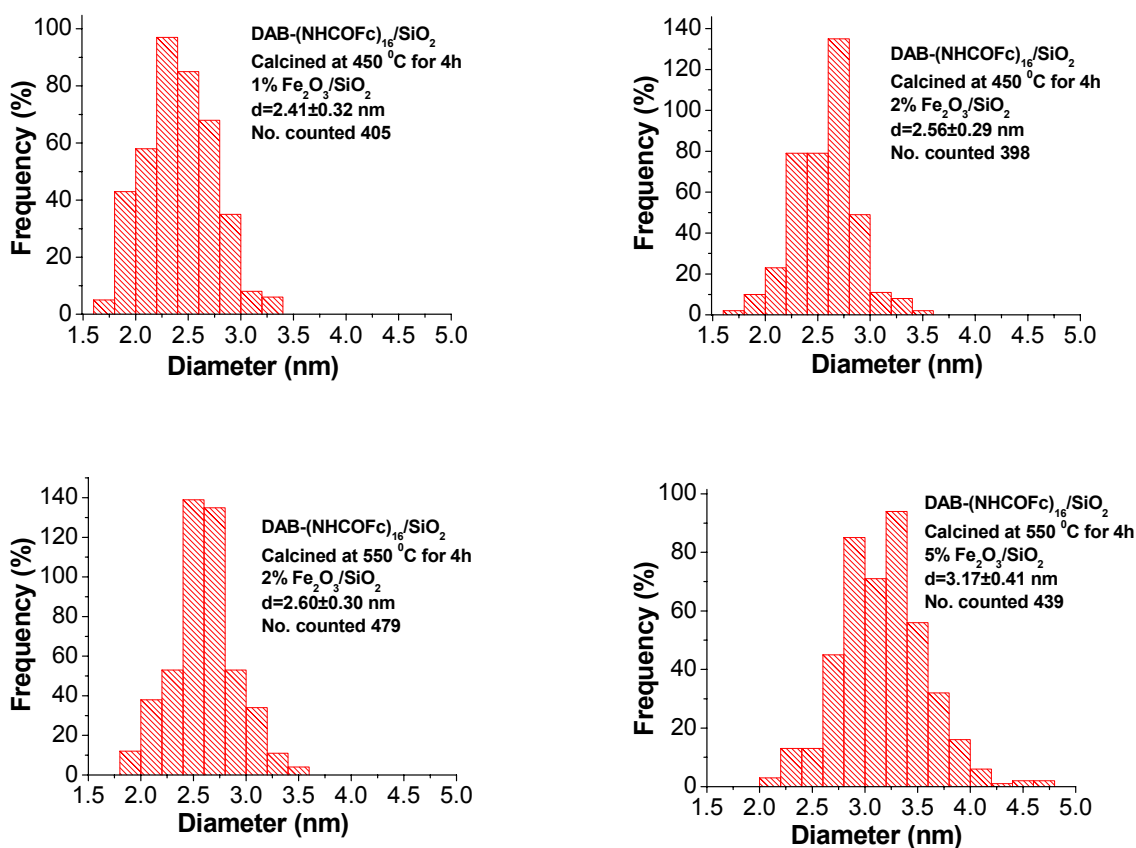 DAB-(NHCOFc)16/SiO2
Calcined at 450 0C for 4h
1% Fe2O3/SiO2
d=2.41±0.32 nm
No. counted 405
Frequency (%)
100
80
60
40
20
0
1.5 2.0 2.5 3.0 3.5 4.0 4.5 5.0
Diameter (nm)
DAB-(NHCOFc)16/SiO2
Calcined at 450 0C for 4h
2% Fe2O3/SiO2
d=2.56±0.29 nm
No. counted 398
Frequency (%)
140
120
100
80
60
40
20
0
1.5 2.0 2.5 3.0 3.5 4.0 4.5 5.0
Diameter (nm)
DAB-(NHCOFc)16/SiO2
Calcined at 550 0C for 4h
2% Fe2O3/SiO2
d=2.60±0.30 nm
No. counted 479
Frequency (%)
140
120
100
80
60
40
20
0
1.5 2.0 2.5 3.0 3.5 4.0 4.5 5.0
Diameter (nm)
DAB-(NHCOFc)16/SiO2
Calcined at 550 0C for 4h
5% Fe2O3/SiO2
d=3.17±0.41 nm
No. counted 439
Frequency (%)
100
80
60
40
20
0
1.5 2.0 2.5 3.0 3.5 4.0 4.5 5.0
Diameter (nm)